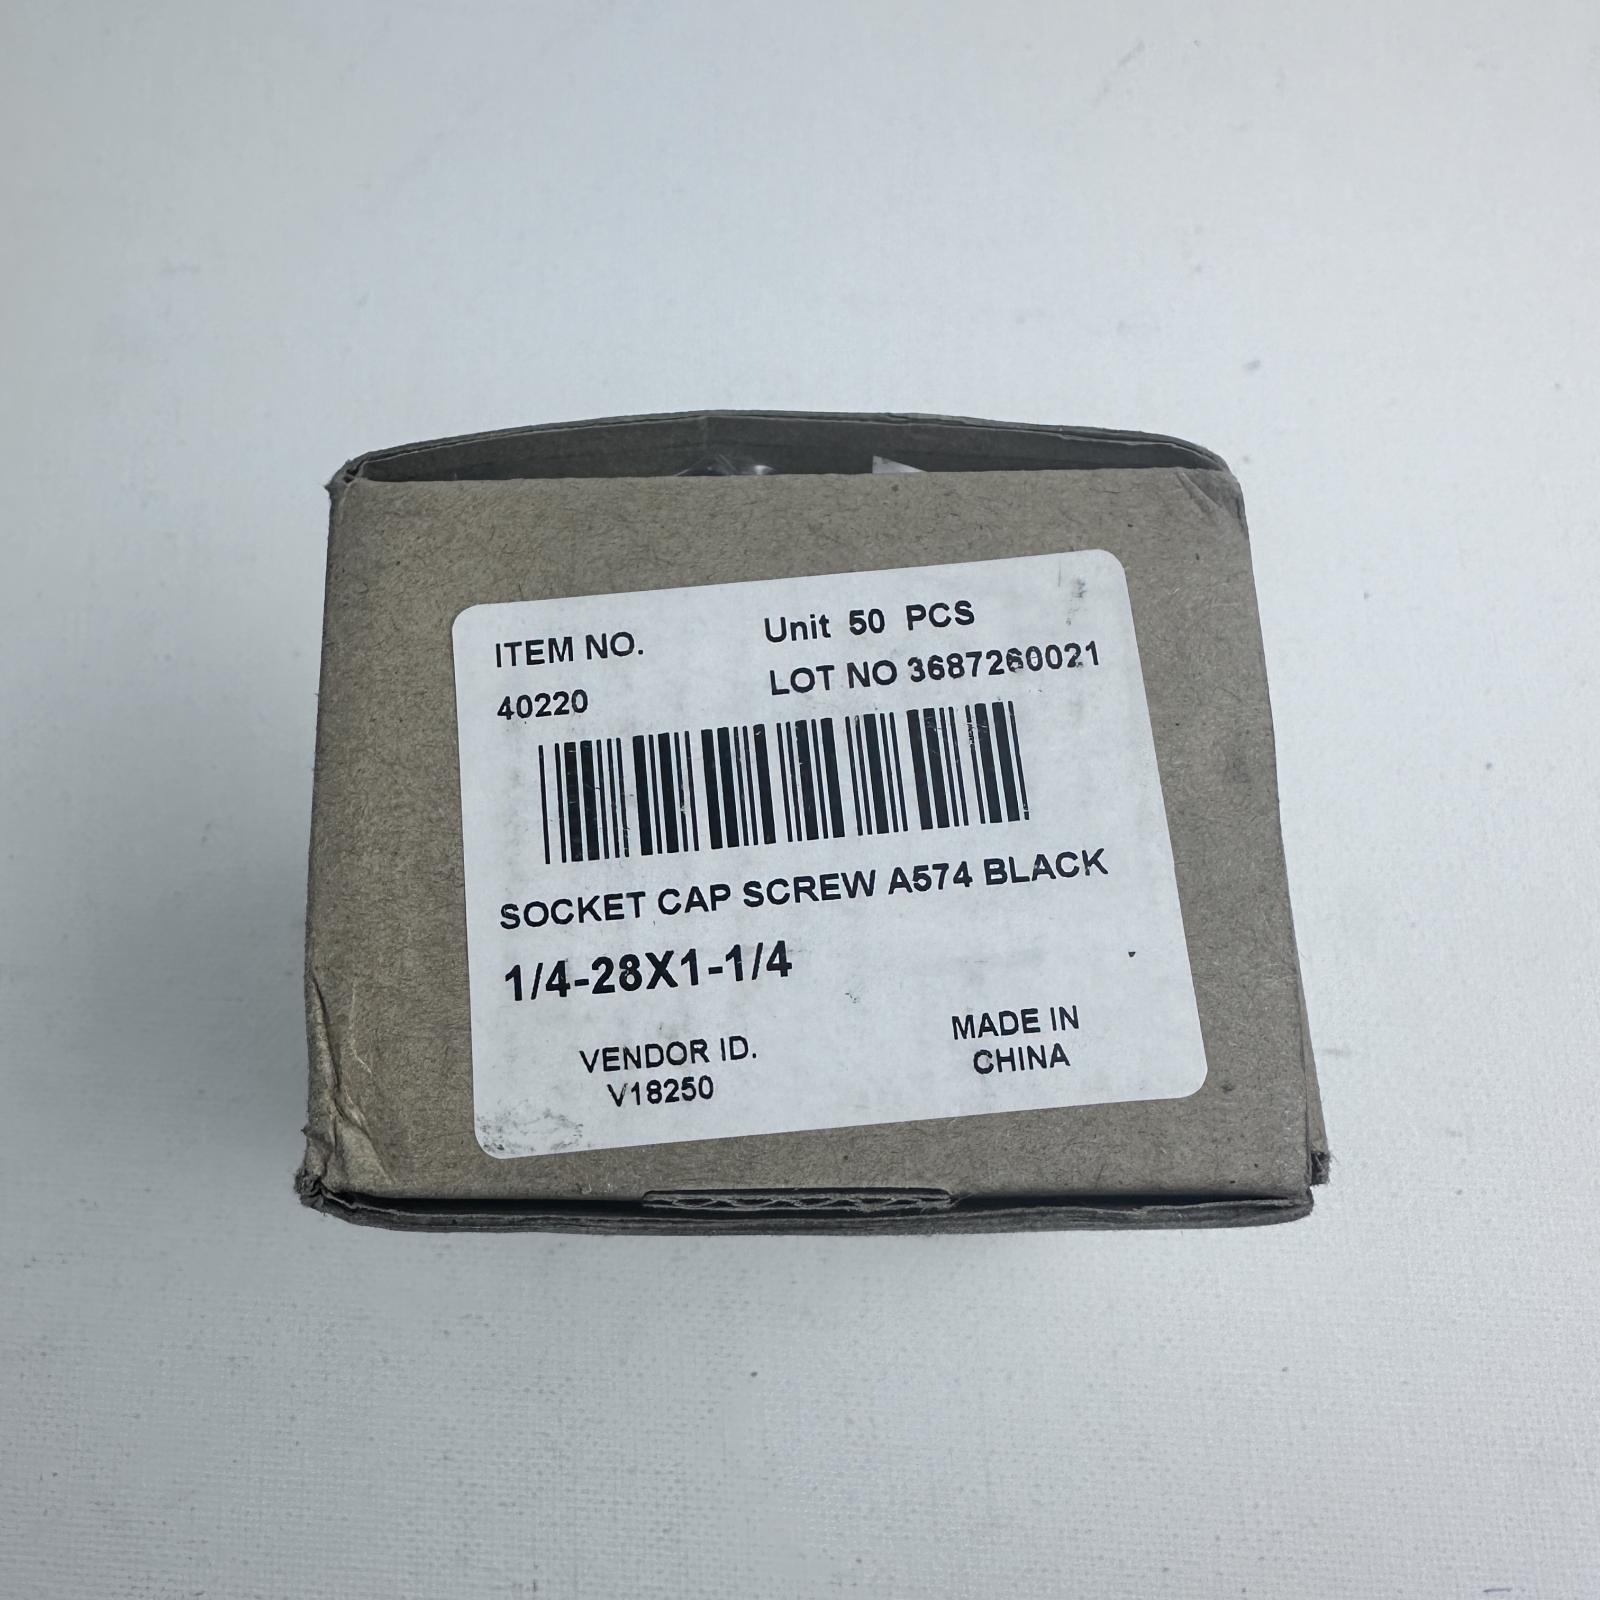 ITEM NO.
40220
Unit 50 PCS
LOT NO 3687260021
SOCKET CAP SCREW A574 BLACK
1/4-28X1-1/4
VENDOR ID.
V18250
MADE IN
CHINA